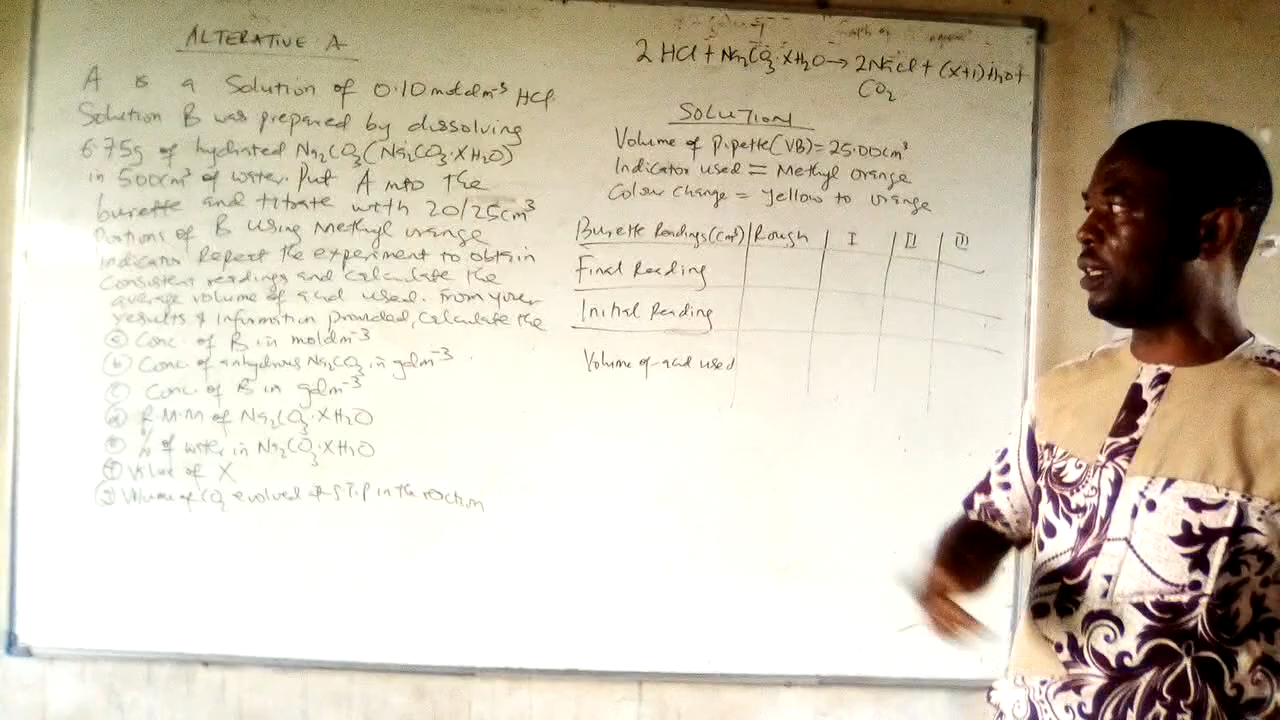 ALTERATIVE A
A is a Solution of 0.10moldm⁻³ HCl.
Solution B was prepared by dissolving
6.75g of hydrated Na₂CO₃(Na₂CO₃.XH₂O)
in 500cm³ of water. Put A into the
burette and titrate with 20/25cm³
Portions of B using Methyl orange
indicator Repeat the experiment to obtain
consistent readings and calculate the
average volume of acid used. From your
results & information provided, Calculate the
(a) Conc. of B in moldm⁻³
(b) Conc. of anhydrous Na₂CO₃ in gdm⁻³.
(c) Conc. of B in gdm⁻³
(d) R.M.M of Na₂CO₃.XH₂O
(e) % of water in Na₂CO₃.XH₂O
(f) Value of X
(g) Volume of CO₂ evolved at S.T.P in the
2HCl + Na₂CO₃.XH₂O → 2NaCl + (X+1)H₂O +
CO₂
SOLUTION
Volume of Pipette(VB) = 25.00cm³
Indicator used = Methyl orange
Colour change = Yellow to orange
Burette Readings(cm³) Rough I II III
Final Reading
Initial Reading
Volume of acid used